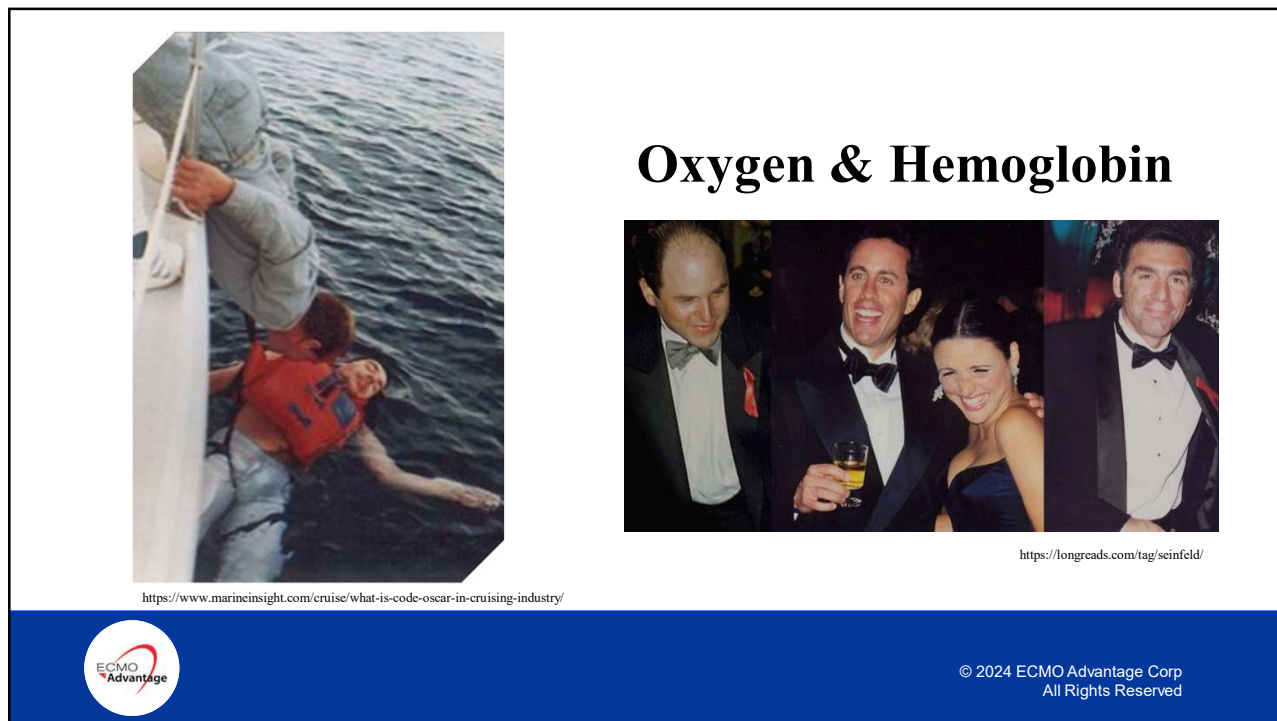 Oxygen & Hemoglobin
https://longreads.com/tag/seinfeld/
https://www.marineinsight.com/cruise/what-is-code-oscar-in-cruising-industry/
ECMO
Advantage
© 2024 ECMO Advantage Corp
All Rights Reserved